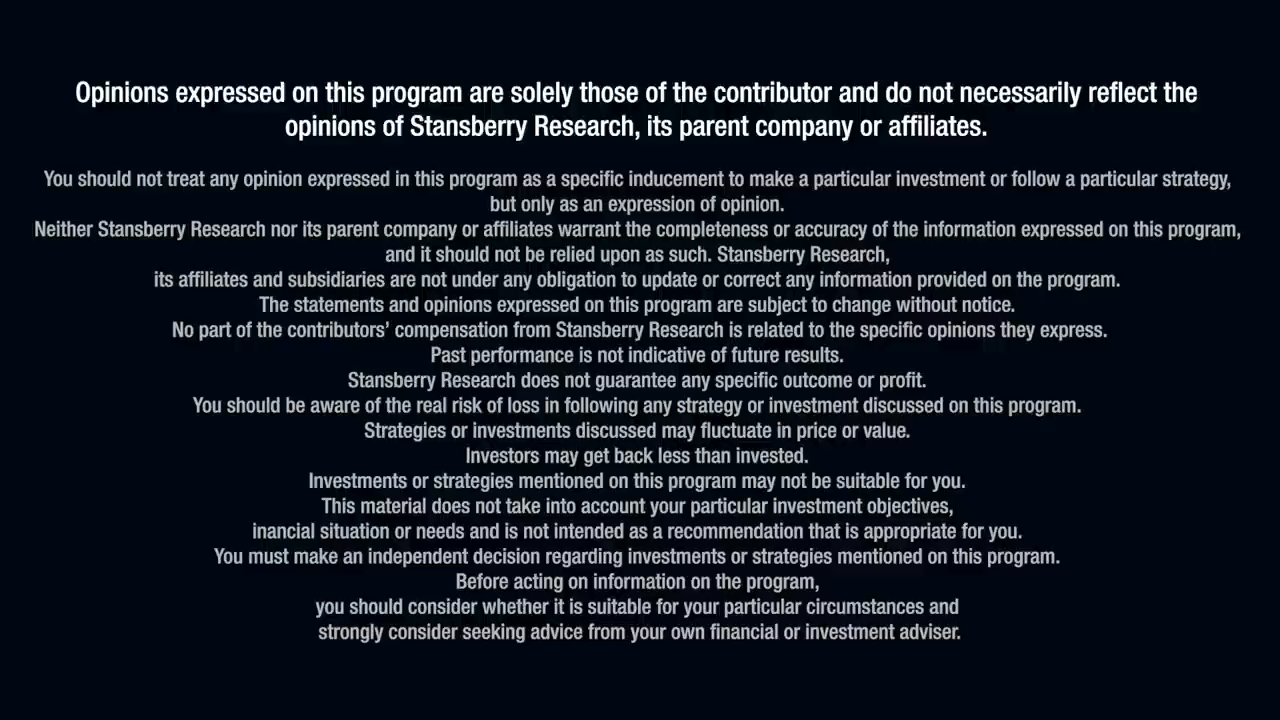 Opinions expressed on this program are solely those of the contributor and do not necessarily reflect the
opinions of Stansberry Research, its parent company or affiliates.
You should not treat any opinion expressed in this program as a specific inducement to make a particular investment or follow a particular strategy,
but only as an expression of opinion.
Neither Stansberry Research nor its parent company or affiliates warrant the completeness or accuracy of the information expressed on this program,
and it should not be relied upon as such. Stansberry Research,
its affiliates and subsidiaries are not under any obligation to update or correct any information provided on the program.
The statements and opinions expressed on this program are subject to change without notice.
No part of the contributors’ compensation from Stansberry Research is related to the specific opinions they express.
Past performance is not indicative of future results.
Stansberry Research does not guarantee any specific outcome or profit.
You should be aware of the real risk of loss in following any strategy or investment discussed on this program.
Strategies or investments discussed may fluctuate in price or value.
Investors may get back less than invested.
Investments or strategies mentioned on this program may not be suitable for you.
This material does not take into account your particular investment objectives,
inancial situation or needs and is not intended as a recommendation that is appropriate for you.
You must make an independent decision regarding investments or strategies mentioned on this program.
Before acting on information on the program,
you should consider whether it is suitable for your particular circumstances and
strongly consider seeking advice from your own financial or investment adviser.